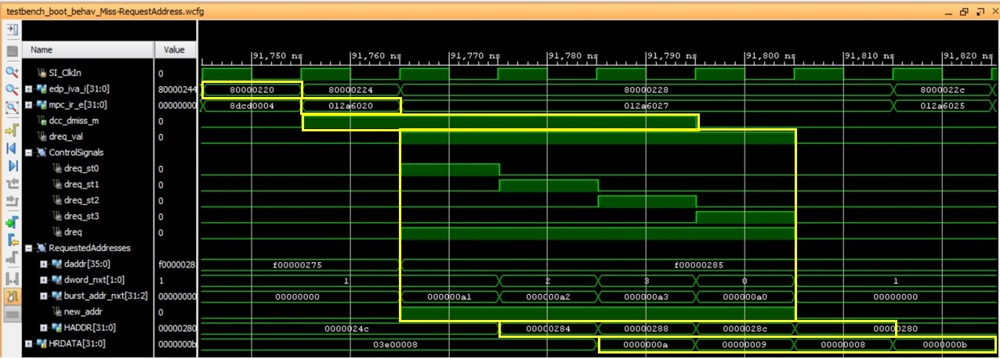 testbench_boot_behav_Miss-RequestAddress.wcfg
Name Value 91,750 ns 91,760 ns 91,770 ns 91,780 ns 91,790 ns 91,800 ns 91,810 ns 91,820 ns
SI_ClkIn 0
edp_iva_i[31:0] 80000244 80000220 80000224 80000228 8000022c
mpc_ir_e[31:0] 00000000 8dcd0004 012a6020 012a6027 012a6025
dcc_dmiss_m 0
dreq_val 0
ControlSignals
dreq_st0 0
dreq_st1 0
dreq_st2 0
dreq_st3 0
dreq 0
RequestedAddresses
daddr[35:0] f0000028 f00000275 f00000285
dword_nxt[1:0] 1 1 2 3 0 1
burst_addr_nxt[31:2] 00000000 00000000 000000a1 000000a2 000000a3 000000a0 00000000
new_addr 0
HADDR[31:0] 00000280 0000024c 00000284 00000288 0000028c 00000280
HRDATA[31:0] 0000000b 03e00008 0000000a 00000009 00000008 0000000b